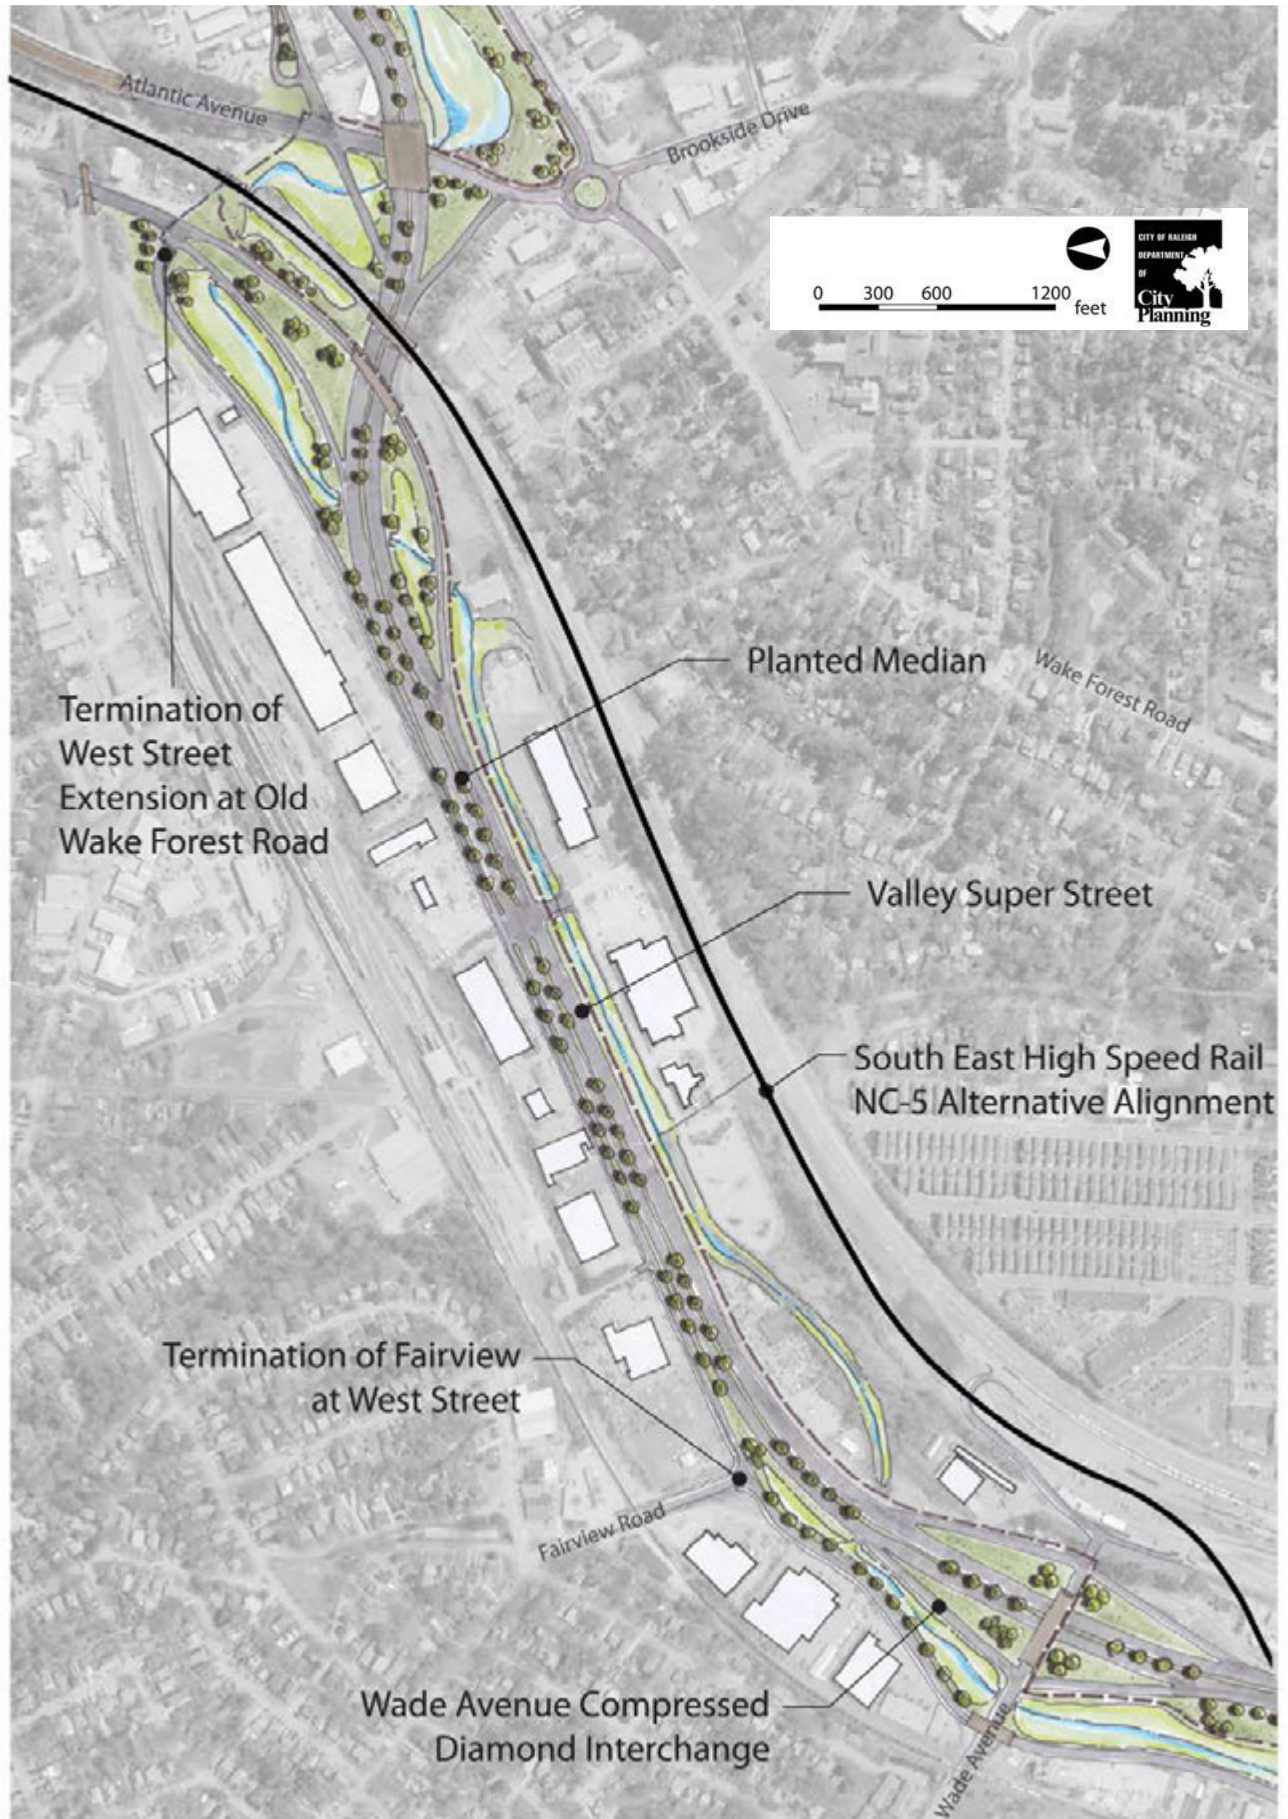 Atlantic Avenue
Brookside Drive
CITY OF RALEIGH
DEPARTMENT
OF
City
Planning
0 300 600 1200 feet
Planted Median
Wake Forest Road
Termination of
West Street
Extension at Old
Wake Forest Road
Valley Super Street
South East High Speed Rail
NC-5 Alternative Alignment
Termination of Fairview
at West Street
Fairview Road
Wade Avenue Compressed
Diamond Interchange
Wade Avenue